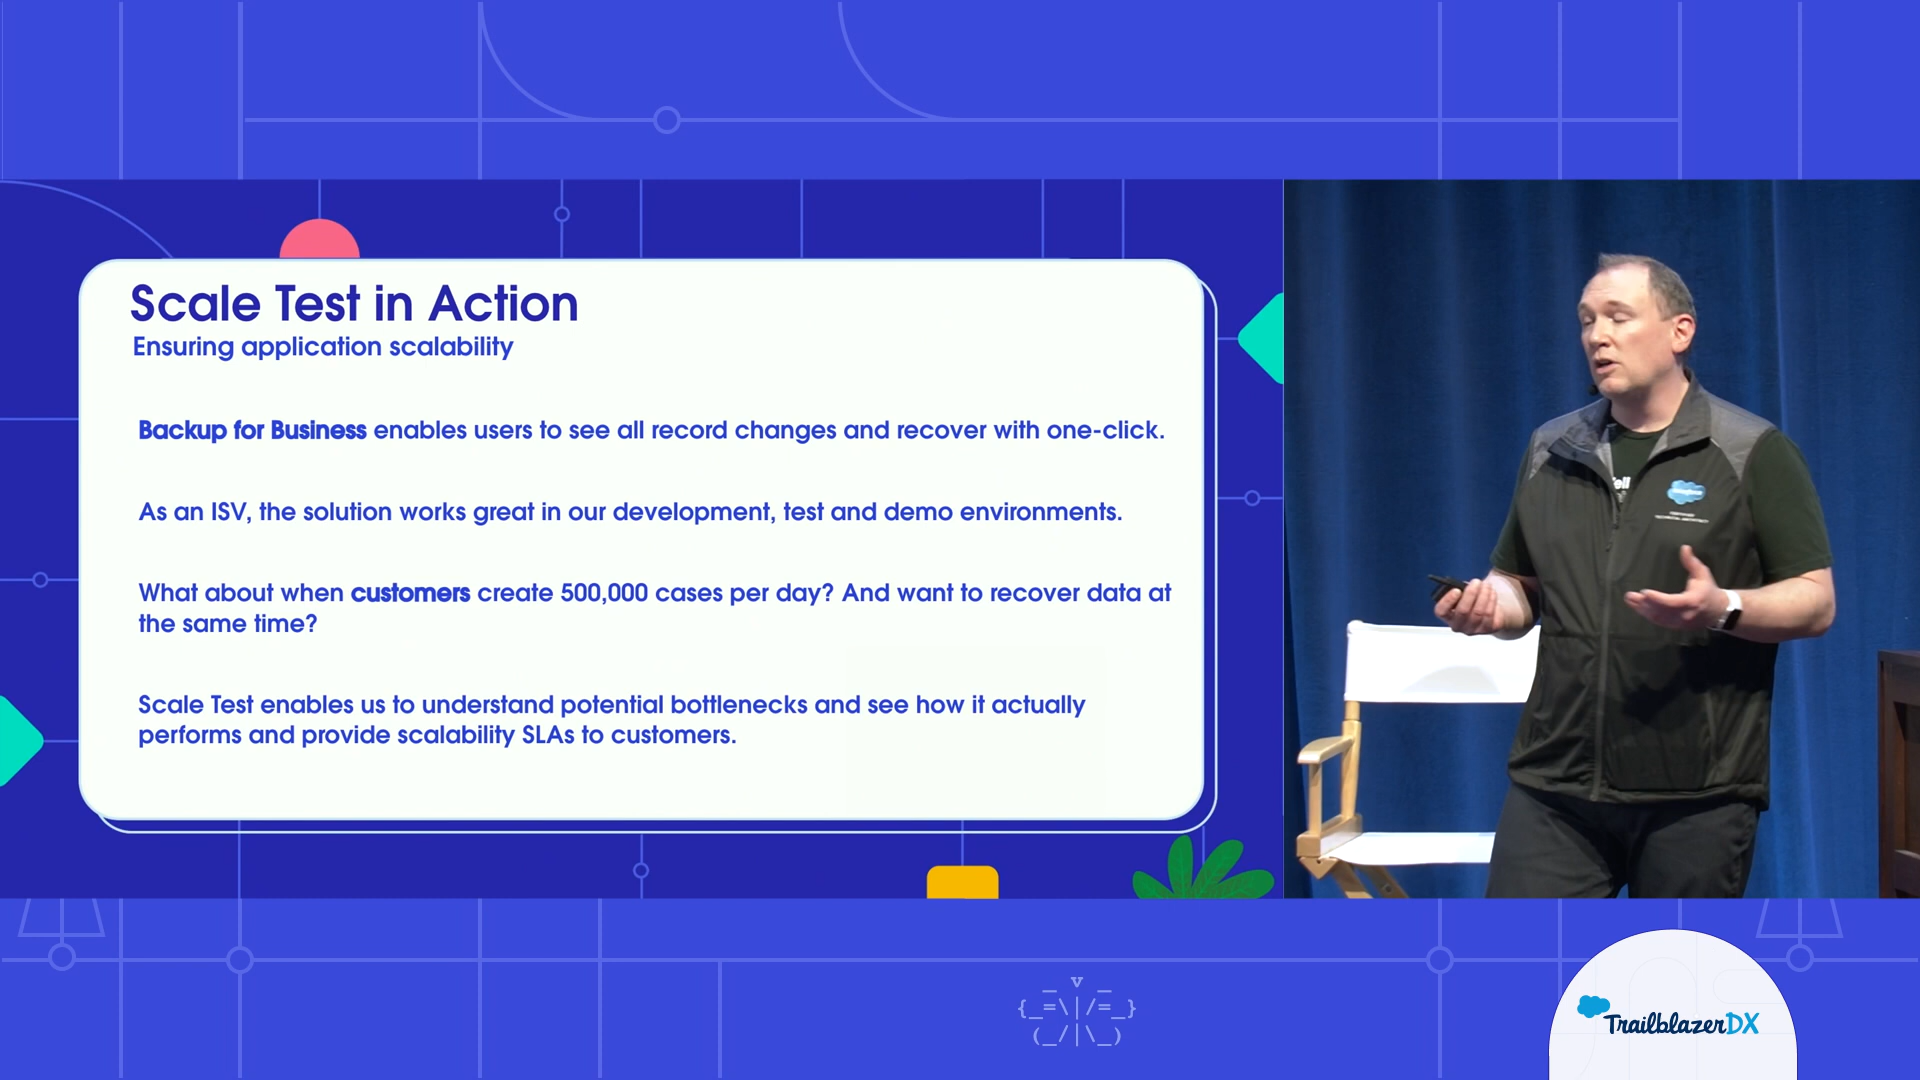 Scale Test in Action
Ensuring application scalability
Backup for Business enables users to see all record changes and recover with one-click.
As an ISV, the solution works great in our development, test and demo environments.
What about when customers create 500,000 cases per day? And want to recover data at
the same time?
Scale Test enables us to understand potential bottlenecks and see how it actually
performs and provide scalability SLAs to customers.
TrailblazerDX